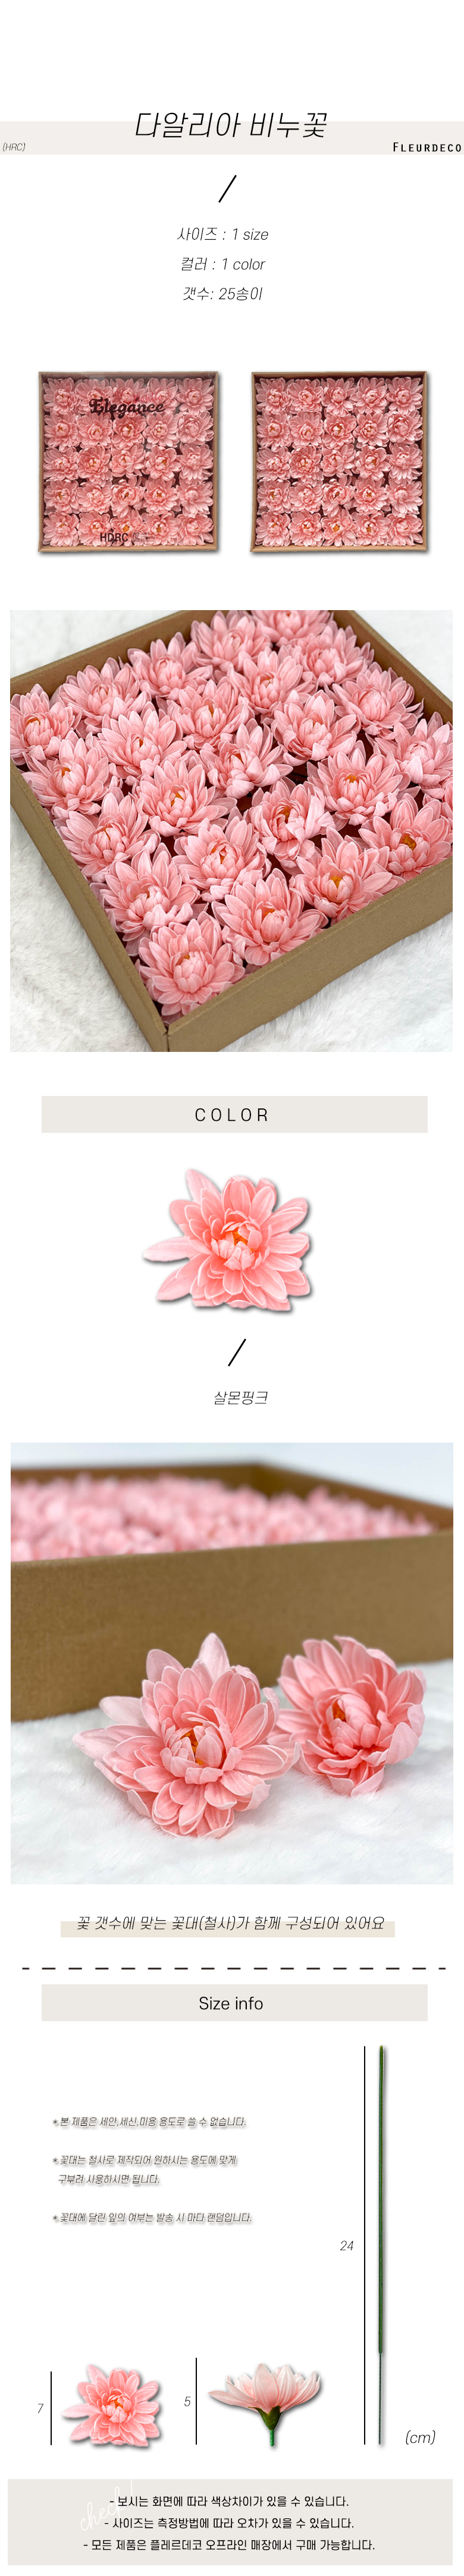 다알리아 비누꽃
(HRC)
FLEURDECO
사이즈 : 1 size
컬러 : 1 color
갯수: 25송이
Elegance
HDRC
COLOR
살몬핑크
꽃 갯수에 맞는 꽃대(철사)가 함께 구성되어 있어요
Size info
* 본 제품은 세안,세신,미용 용도로 쓸 수 없습니다.
* 꽃대는 철사로 제작되어 원하시는 용도에 맞게
구부려 사용하시면 됩니다.
* 꽃대에 달린 잎의 여부는 발송 시 마다 랜덤입니다.
24
7
5
(cm)
check!
- 보시는 화면에 따라 색상차이가 있을 수 있습니다.
- 사이즈는 측정방법에 따라 오차가 있을 수 있습니다.
- 모든 제품은 플레르데코 오프라인 매장에서 구매 가능합니다.